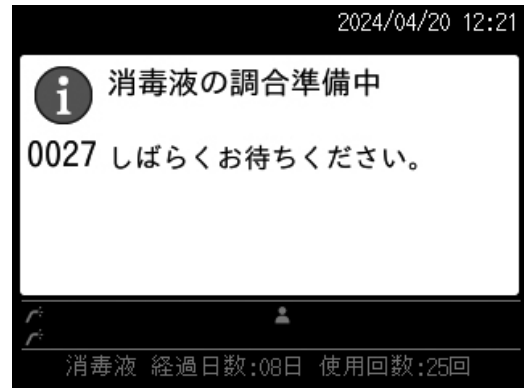 2024/04/20 12:21
消毒液の調合準備中
0027 しばらくお待ちください。
消毒液 経過日数:08日 使用回数:25回